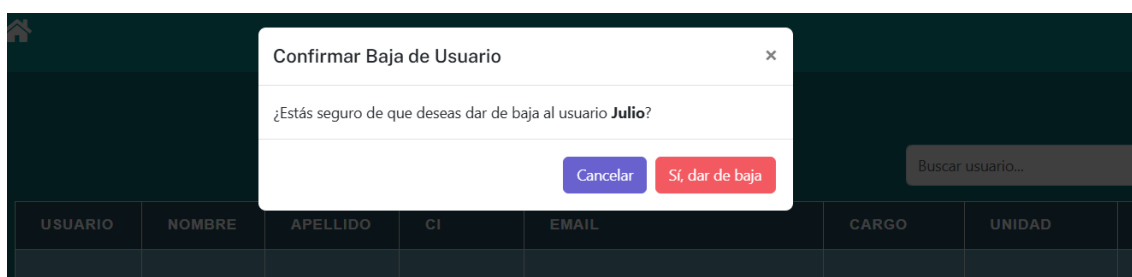 Confirmar Baja de Usuario ×
¿Estás seguro de que deseas dar de baja al usuario Julio?
Cancelar Sí, dar de baja
Buscar usuario...
USUARIO NOMBRE APELLIDO CI EMAIL CARGO UNIDAD